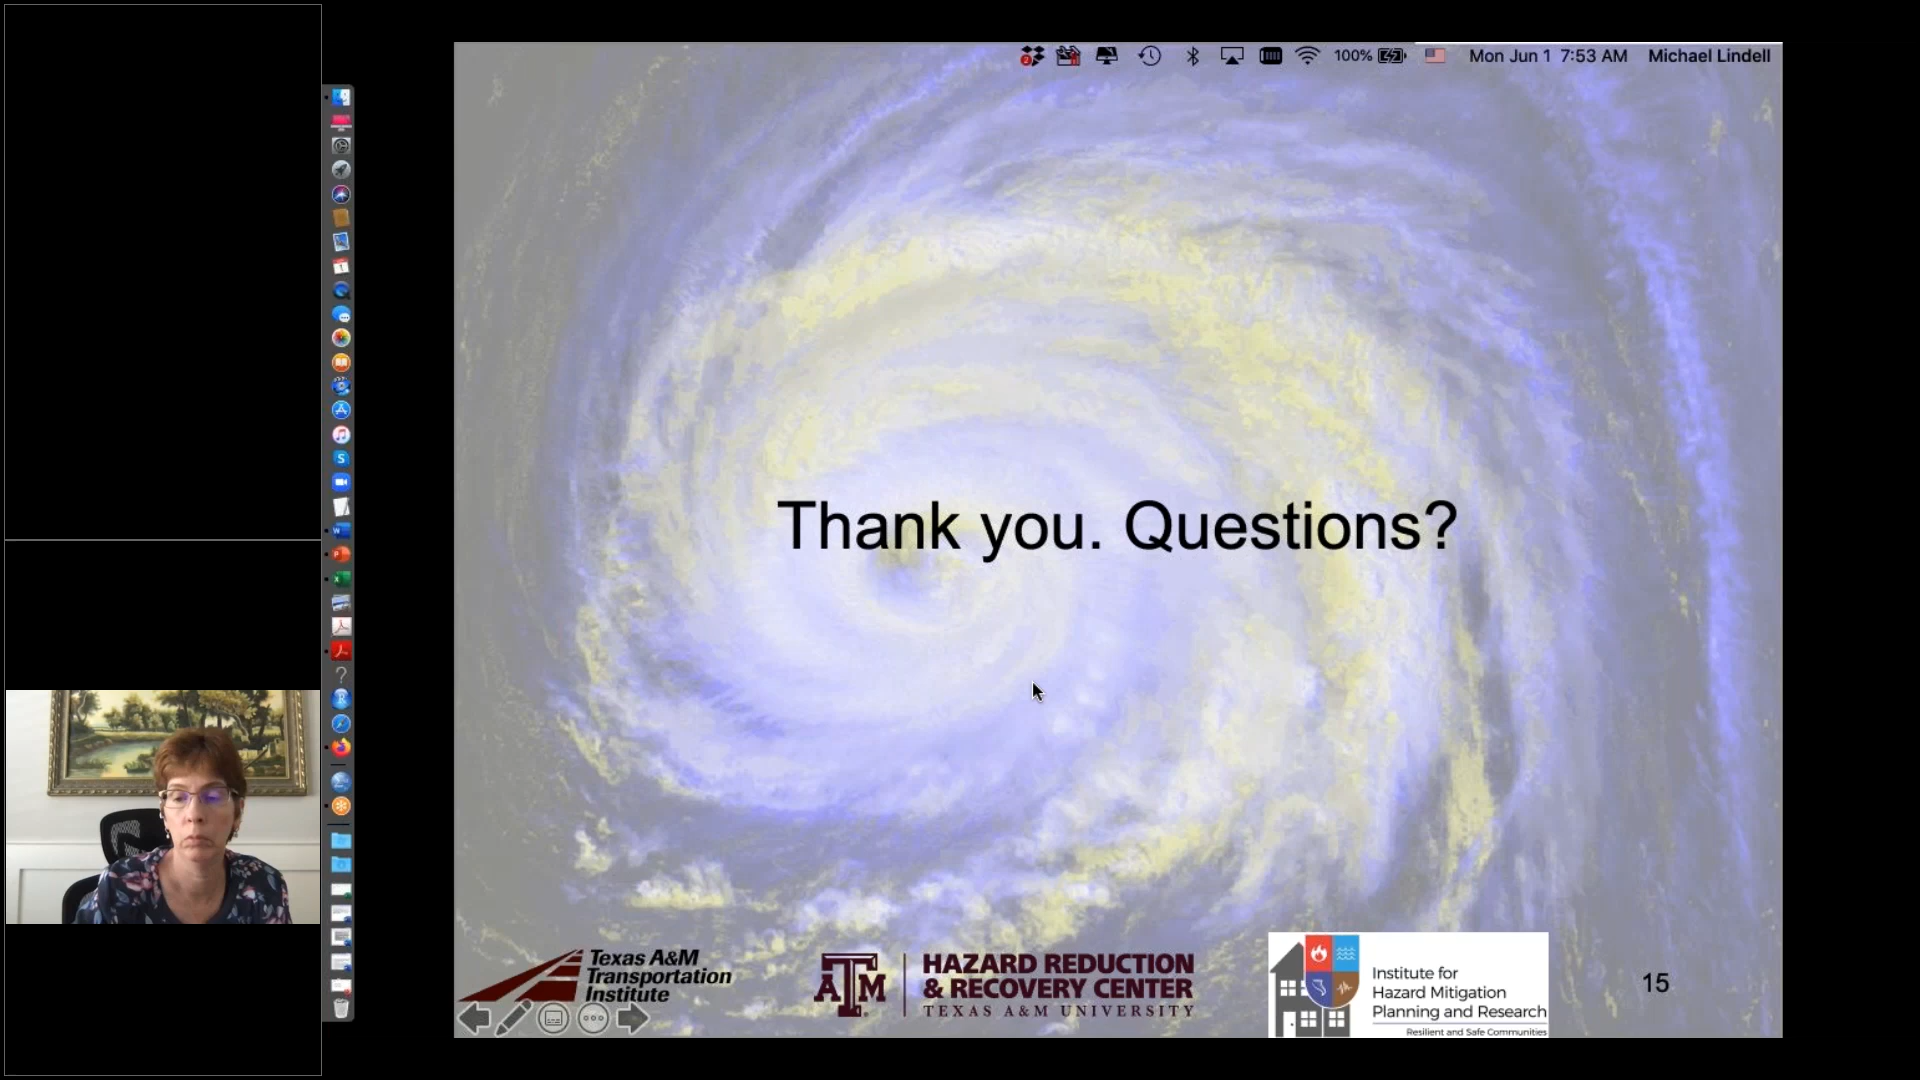 100%
Mon Jun 1 7:53 AM
Michael Lindell
Thank you. Questions?
Texas A&M
Transportation
Institute
ATM
HAZARD REDUCTION
& RECOVERY CENTER
TEXAS A&M UNIVERSITY
Institute for
Hazard Mitigation
Planning and Research
Resilient and Safe Communities
15